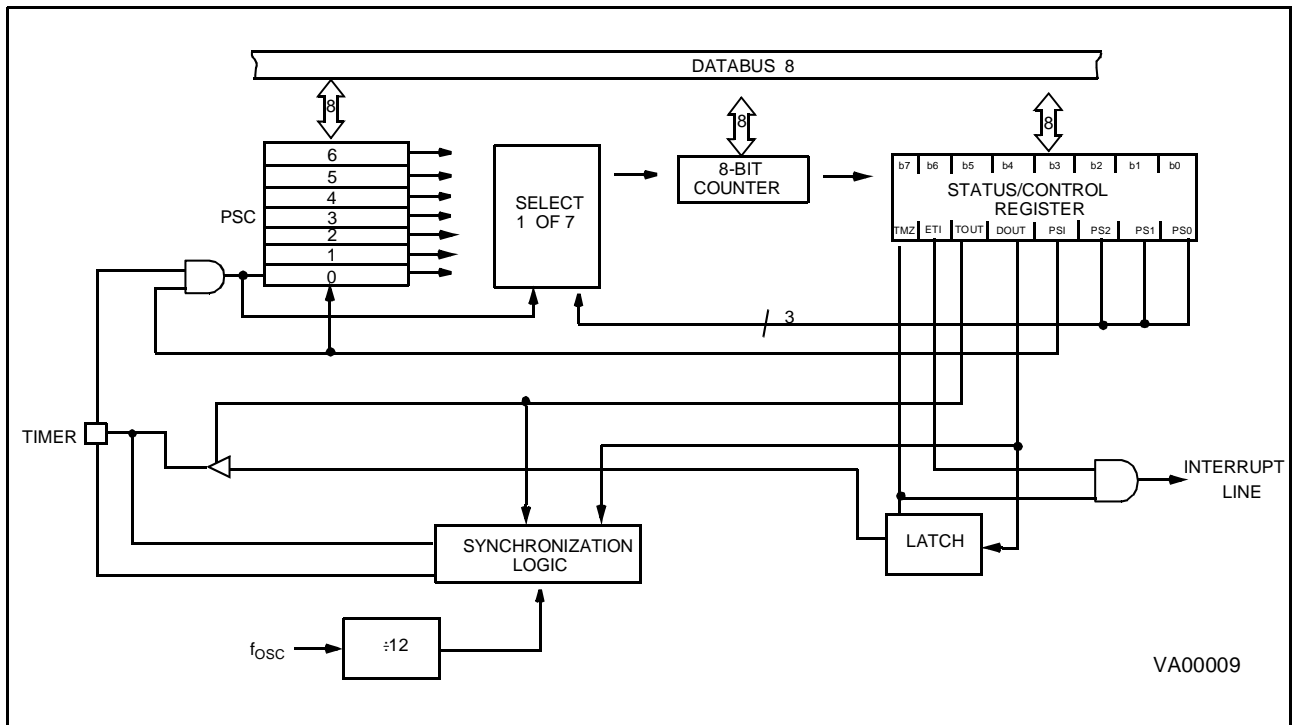 DATABUS 8
8
8
8
6
5
4
3
2
1
0
PSC
SELECT
1 OF 7
8-BIT
COUNTER
b7 b6 b5 b4 b3 b2 b1 b0
STATUS/CONTROL
REGISTER
TMZ ETI TOUT DOUT PSI PS2 PS1 PS0
/ 3
TIMER
INTERRUPT
LINE
SYNCHRONIZATION
LOGIC
LATCH
fOSC
÷12
VA00009